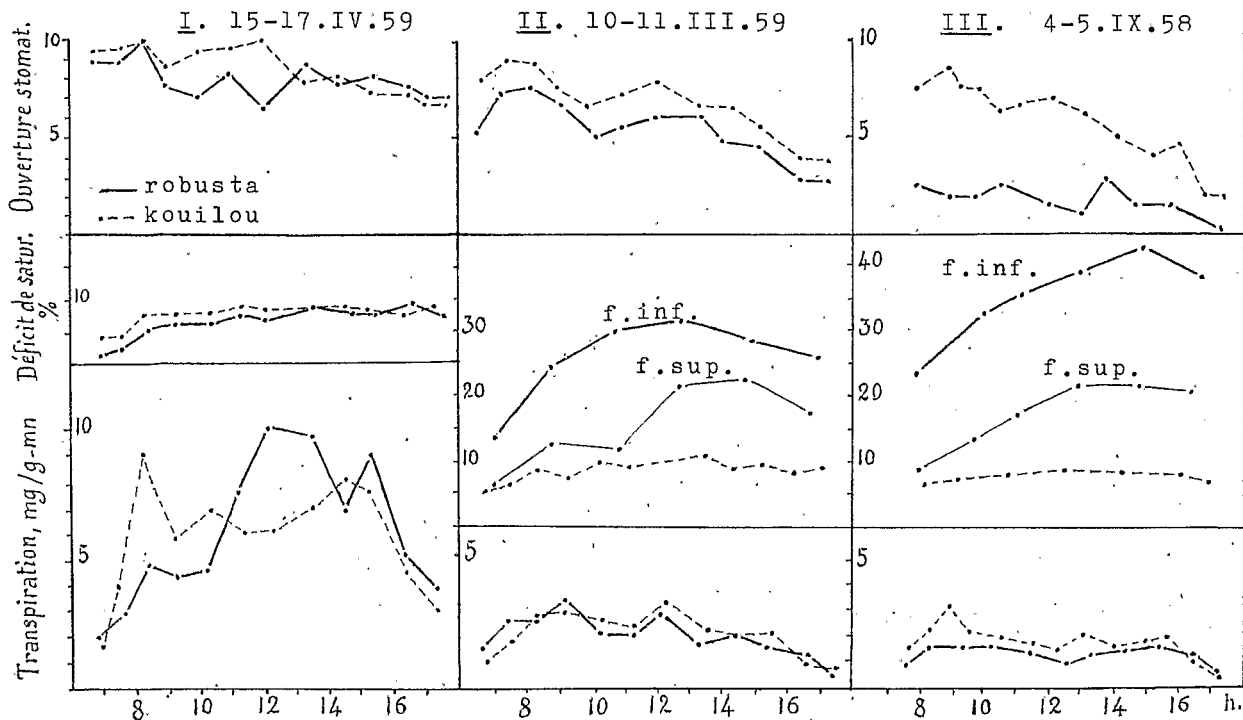 I. 15-17.IV.59
II. 10-11.III.59
III. 4-5.IX.58
Ouverture stomat.
10
5
10
5
robusta
kouilou
Déficit de satur. %
10
30
20
10
f.inf.
f.sup.
40
30
20
10
f.inf.
f.sup.
Transpiration, mg/g-mn
10
5
5
5
8 10 12 14 16
8 10 12 14 16
8 10 12 14 16 h.